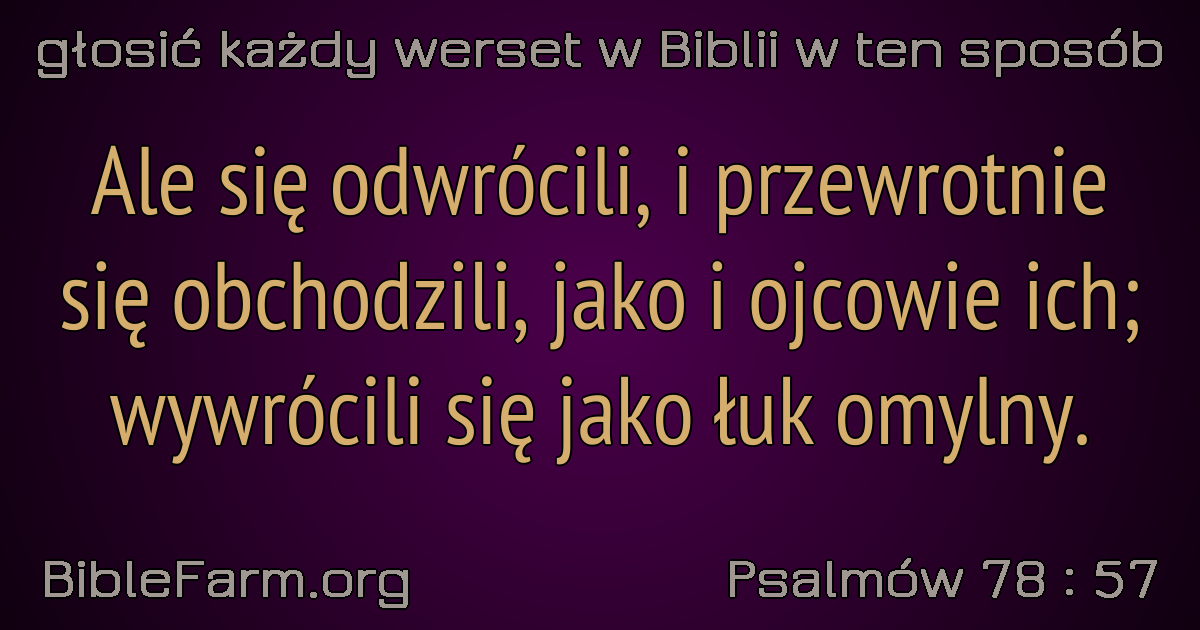 głosić każdy werset w Biblii w ten sposób
Ale się odwrócili, i przewrotnie
się obchodzili, jako i ojcowie ich;
wywrócili się jako łuk omylny.
BibleFarm.org
Psalmów 78 : 57